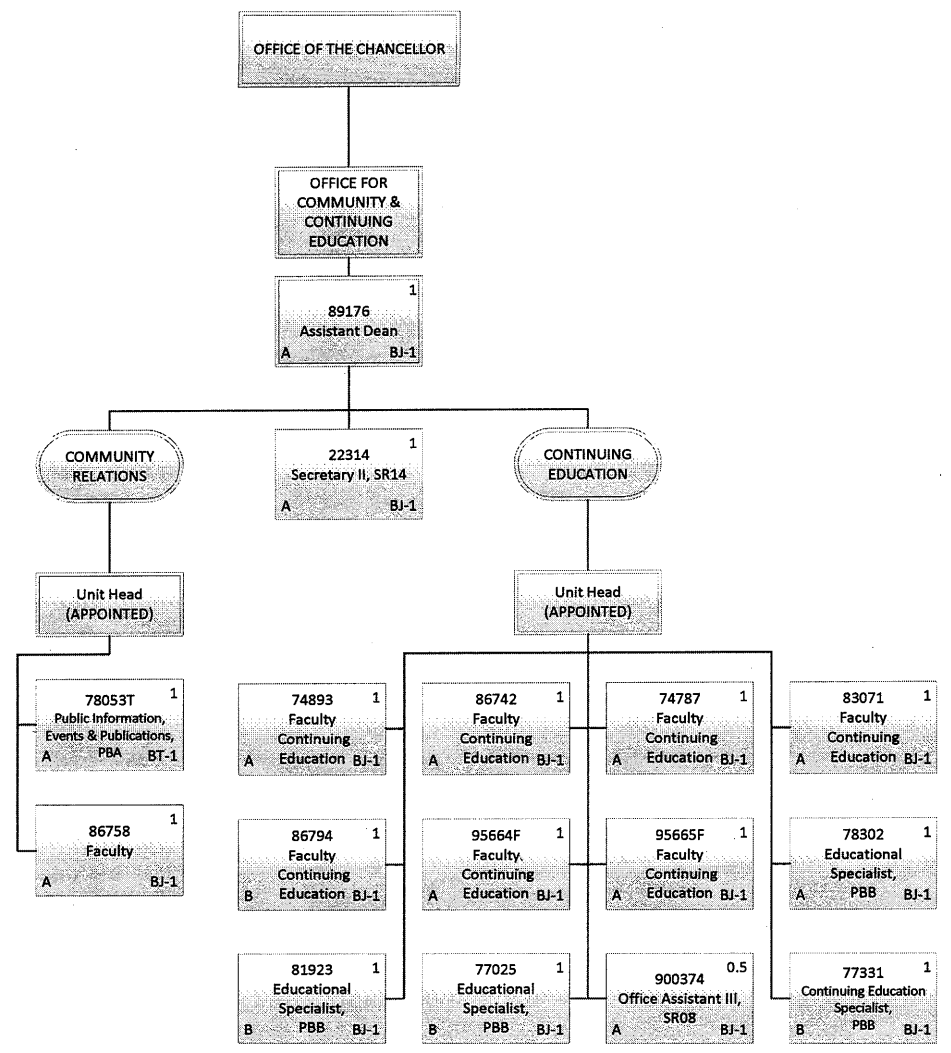 OFFICE OF THE CHANCELLOR
OFFICE FOR
COMMUNITY &
CONTINUING
EDUCATION
1
89176
Assistant Dean
A BJ-1
COMMUNITY
RELATIONS
1
22314
Secretary II, SR14
A BJ-1
CONTINUING
EDUCATION
Unit Head
(APPOINTED)
Unit Head
(APPOINTED)
78053T 1
Public Information,
Events & Publications,
PBA
A BT-1
74893 1
Faculty
Continuing
A Education BJ-1
86742 1
Faculty
Continuing
A Education BJ-1
74787 1
Faculty
Continuing
A Education BJ-1
83071 1
Faculty
Continuing
A Education BJ-1
86758 1
Faculty
A BJ-1
86794 1
Faculty
Continuing
B Education BJ-1
95664F 1
Faculty
Continuing
A Education BJ-1
95665F 1
Faculty
Continuing
A Education BJ-1
78302 1
Educational
Specialist,
A PBB BJ-1
81923 1
Educational
Specialist,
B PBB BJ-1
77025 1
Educational
Specialist,
B PBB BJ-1
0.5
900374
Office Assistant III,
SR08
A BJ-1
77331 1
Continuing Education
Specialist,
B PBB BJ-1